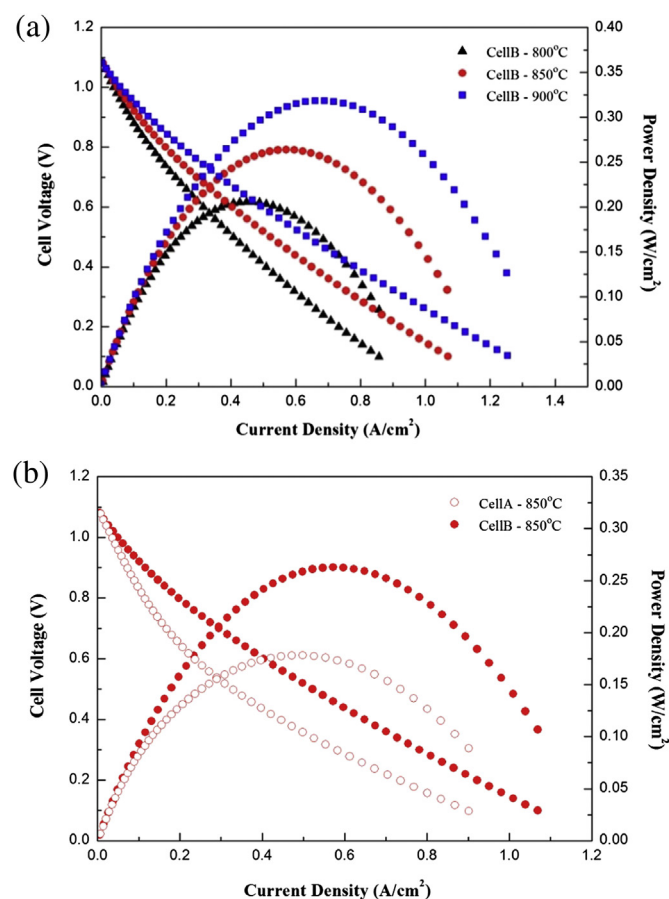 (a)
CellB - 800°C
CellB - 850°C
CellB - 900°C
Cell Voltage (V)
1.2
1.0
0.8
0.6
0.4
0.2
0.0
0.40
0.35
0.30
0.25
0.20
0.15
0.10
0.05
0.00
Power Density (W/cm²)
0.0 0.2 0.4 0.6 0.8 1.0 1.2 1.4
Current Density (A/cm²)
(b)
CellA - 850°C
CellB - 850°C
Cell Voltage (V)
1.2
1.0
0.8
0.6
0.4
0.2
0.0
0.35
0.30
0.25
0.20
0.15
0.10
0.05
0.00
Power Density (W/cm²)
0.0 0.2 0.4 0.6 0.8 1.0 1.2
Current Density (A/cm²)